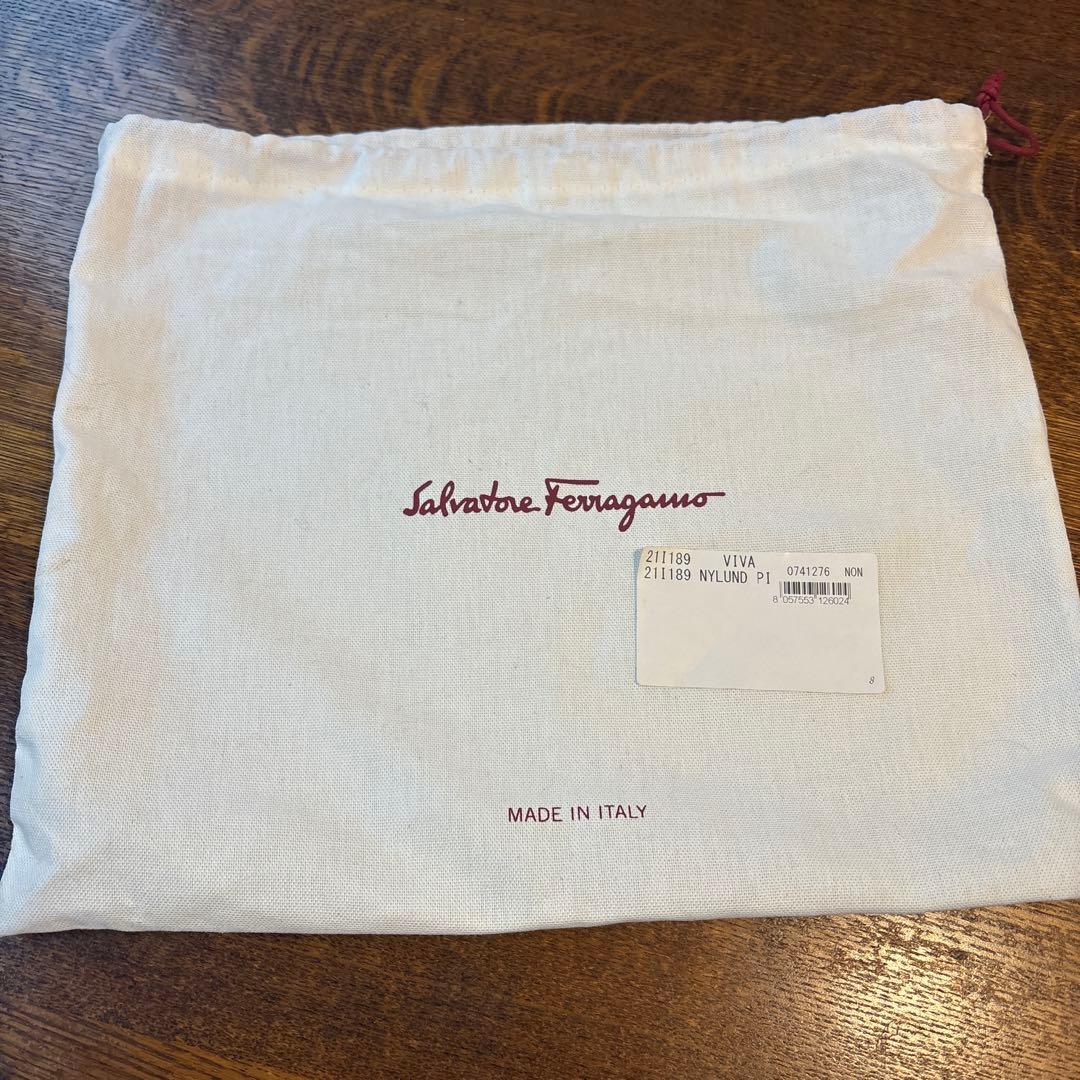 Salvatore Ferragamo
21I189 VIVA
21I189 NYLUND PI 0741276 NON
8 057553 126024
8
MADE IN ITALY